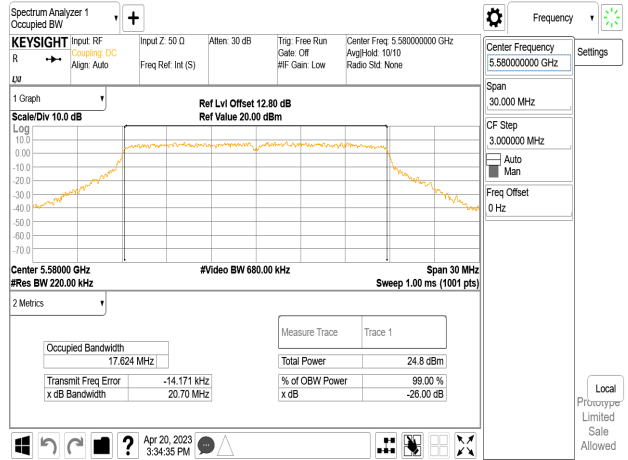 Spectrum Analyzer 1
Occupied BW
Frequency
KEYSIGHT Input: RF Input Z: 50 Ω Atten: 30 dB Trig: Free Run Center Freq: 5.580000000 GHz
R Coupling: DC Gate: Off Avg|Hold: 10/10
Align: Auto Freq Ref: Int (S) #IF Gain: Low Radio Std: None
LXI
Center Frequency
5.580000000 GHz
Settings
Span
30.000 MHz
CF Step
3.000000 MHz
Auto
Man
Freq Offset
0 Hz
1 Graph
Ref Lvl Offset 12.80 dB
Scale/Div 10.0 dB Ref Value 20.00 dBm
Log
10.0
0.00
-10.0
-20.0
-30.0
-40.0
-50.0
-60.0
-70.0
Center 5.58000 GHz #Video BW 680.00 kHz Span 30 MHz
#Res BW 220.00 kHz Sweep 1.00 ms (1001 pts)
2 Metrics
Measure Trace Trace 1
Occupied Bandwidth
17.624 MHz Total Power 24.8 dBm
Transmit Freq Error -14.171 kHz % of OBW Power 99.00 %
x dB Bandwidth 20.70 MHz x dB -26.00 dB
Local
Prototype
Limited
Sale
Allowed
Apr 20, 2023
3:34:35 PM